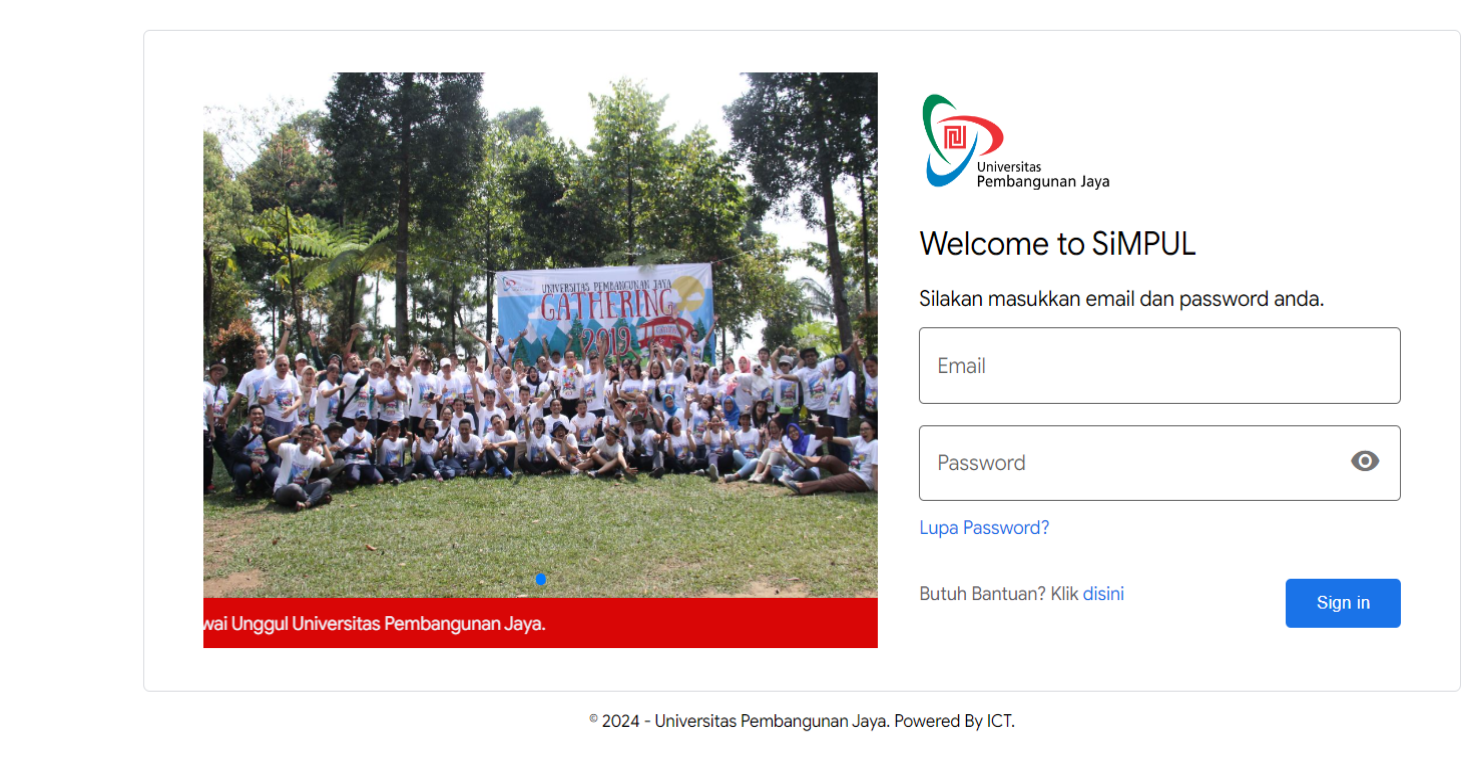 UNIVERSITAS PEMBANGUNAN JAYA
GATHERING
2019
wai Unggul Universitas Pembangunan Jaya.
Universitas
Pembangunan Jaya
Welcome to SiMPUL
Silakan masukkan email dan password anda.
Email
Password
Lupa Password?
Butuh Bantuan? Klik disini
Sign in
© 2024 - Universitas Pembangunan Jaya. Powered By ICT.